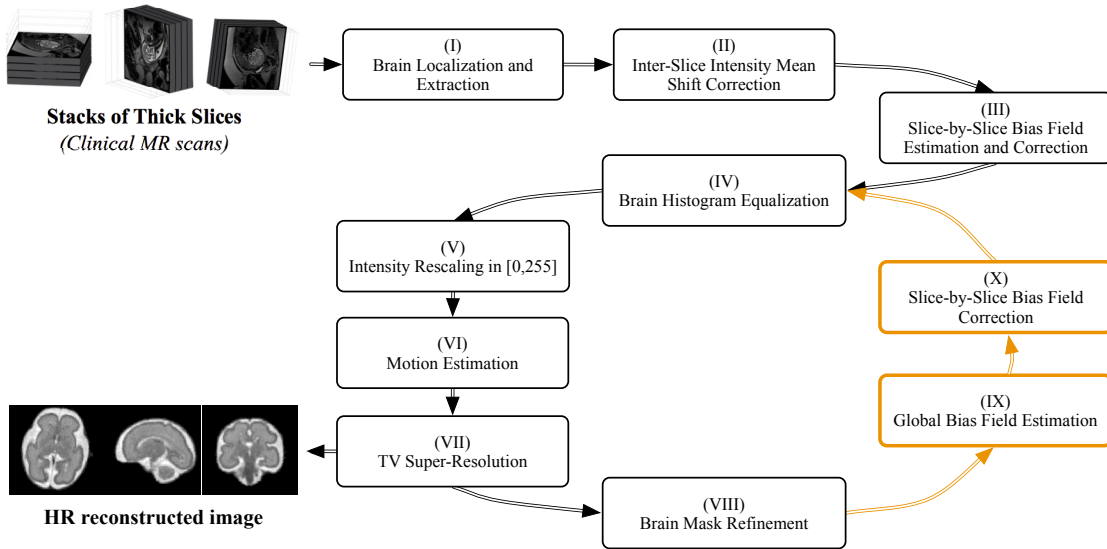 Stacks of Thick Slices
(Clinical MR scans)
(I)
Brain Localization and
Extraction
(II)
Inter-Slice Intensity Mean
Shift Correction
(III)
Slice-by-Slice Bias Field
Estimation and Correction
(IV)
Brain Histogram Equalization
(V)
Intensity Rescaling in [0,255]
(VI)
Motion Estimation
(VII)
TV Super-Resolution
(VIII)
Brain Mask Refinement
(IX)
Global Bias Field Estimation
(X)
Slice-by-Slice Bias Field
Correction
HR reconstructed image